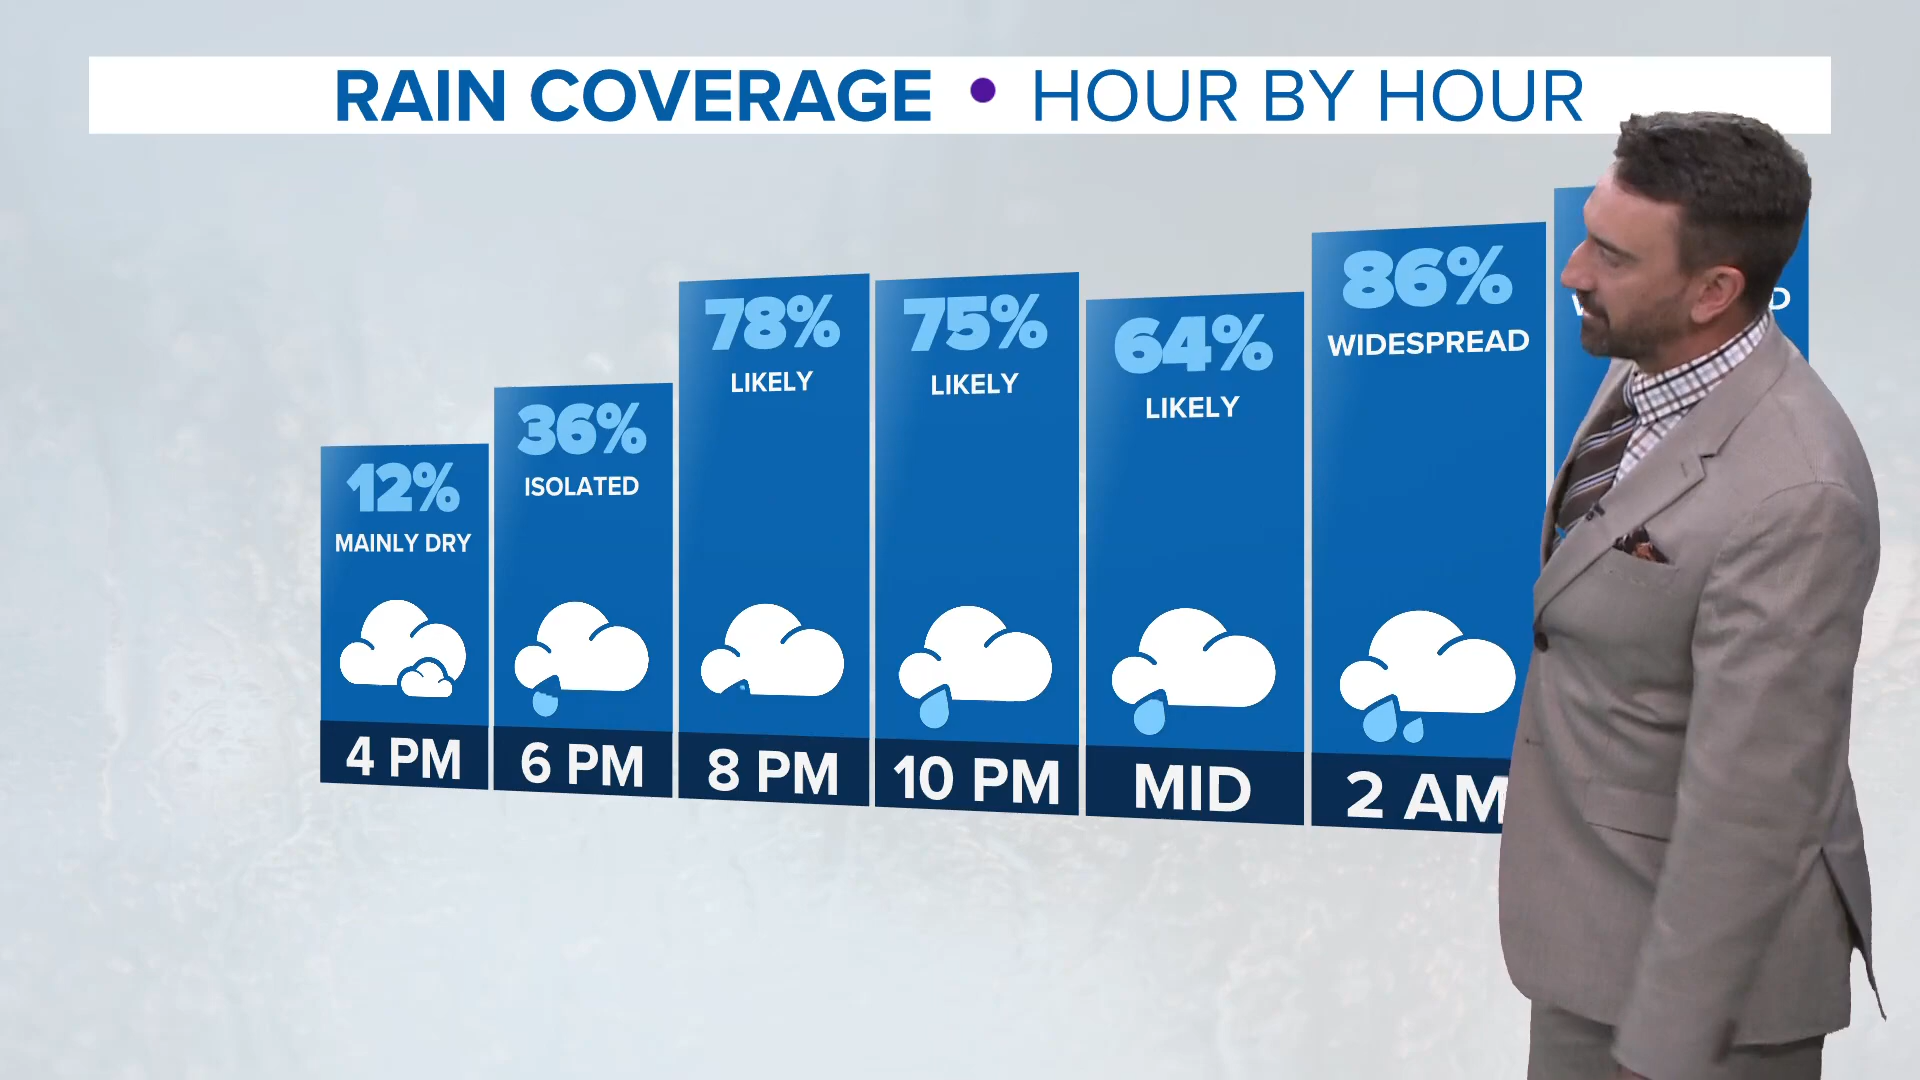 RAIN COVERAGE • HOUR BY HOUR
12%
MAINLY DRY
4 PM
36%
ISOLATED
6 PM
78%
LIKELY
8 PM
75%
LIKELY
10 PM
64%
LIKELY
MID
86%
WIDESPREAD
2 AM